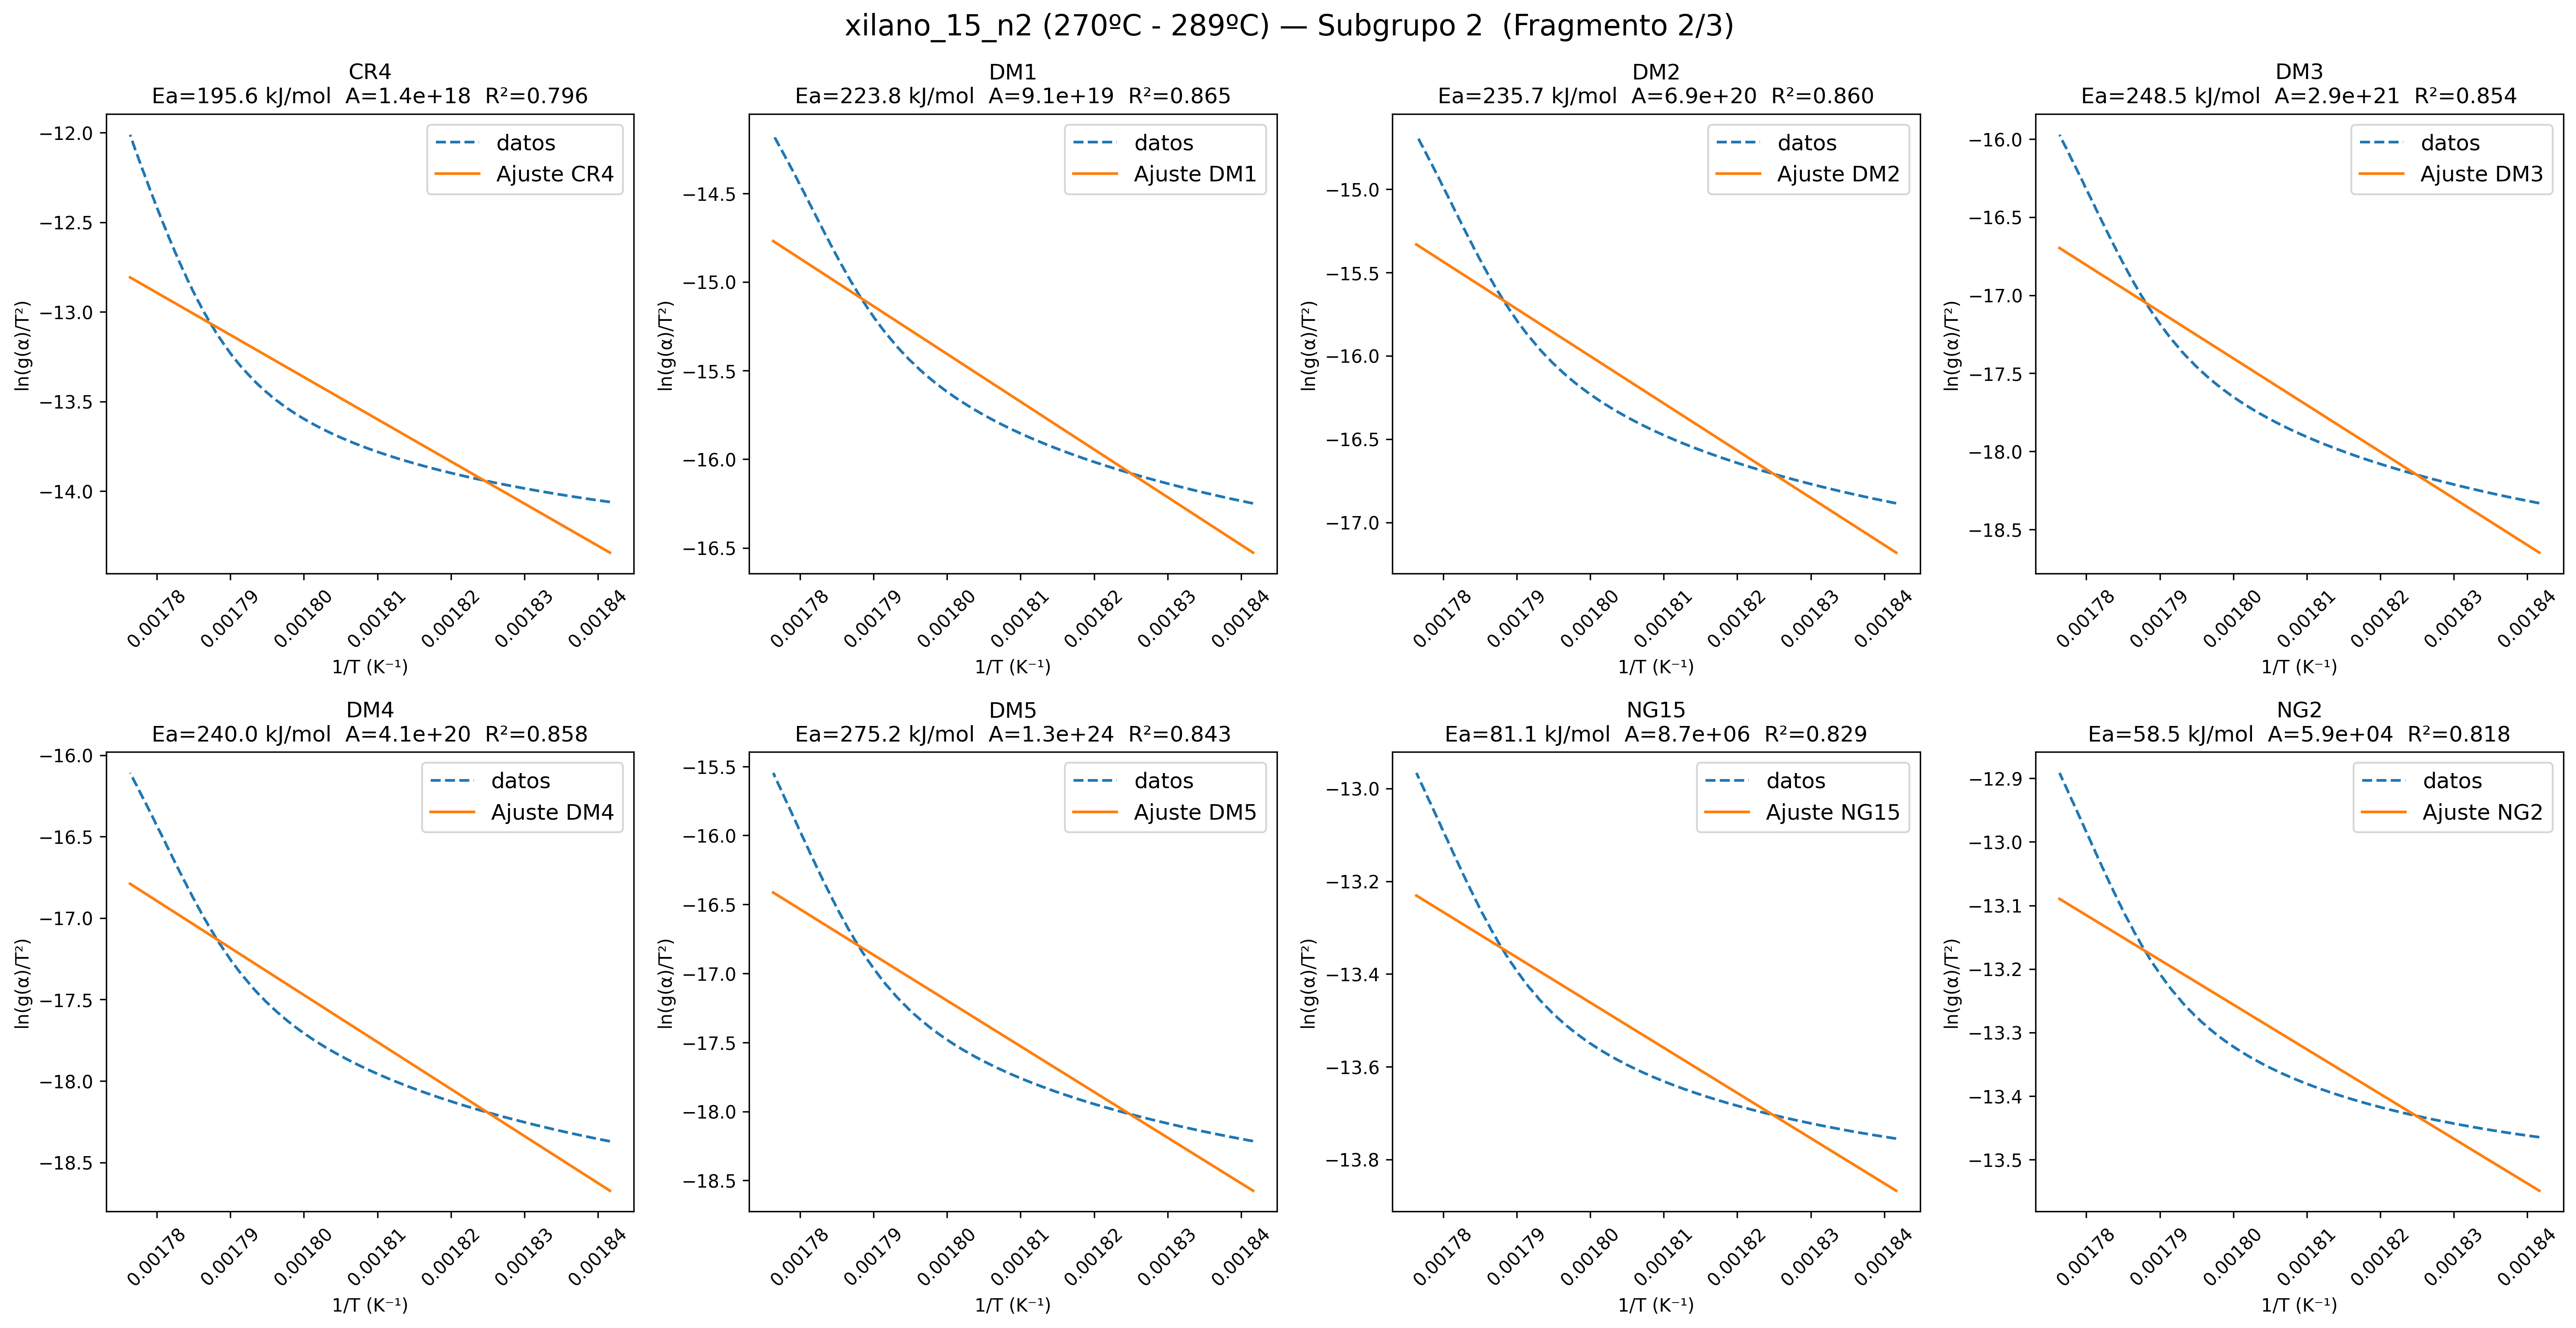 xilano_15_n2 (270ºC - 289ºC) — Subgrupo 2  (Fragmento 2/3)
CR4
Ea=195.6 kJ/mol  A=1.4e+18  R²=0.796
datos
Ajuste CR4
ln(g(α)/T²)
−12.0
−12.5
−13.0
−13.5
−14.0
0.00178
0.00179
0.00180
0.00181
0.00182
0.00183
0.00184
1/T (K⁻¹)
DM1
Ea=223.8 kJ/mol  A=9.1e+19  R²=0.865
datos
Ajuste DM1
ln(g(α)/T²)
−14.5
−15.0
−15.5
−16.0
−16.5
0.00178
0.00179
0.00180
0.00181
0.00182
0.00183
0.00184
1/T (K⁻¹)
DM2
Ea=235.7 kJ/mol  A=6.9e+20  R²=0.860
datos
Ajuste DM2
ln(g(α)/T²)
−15.0
−15.5
−16.0
−16.5
−17.0
0.00178
0.00179
0.00180
0.00181
0.00182
0.00183
0.00184
1/T (K⁻¹)
DM3
Ea=248.5 kJ/mol  A=2.9e+21  R²=0.854
datos
Ajuste DM3
ln(g(α)/T²)
−16.0
−16.5
−17.0
−17.5
−18.0
−18.5
0.00178
0.00179
0.00180
0.00181
0.00182
0.00183
0.00184
1/T (K⁻¹)
DM4
Ea=240.0 kJ/mol  A=4.1e+20  R²=0.858
datos
Ajuste DM4
ln(g(α)/T²)
−16.0
−16.5
−17.0
−17.5
−18.0
−18.5
0.00178
0.00179
0.00180
0.00181
0.00182
0.00183
0.00184
1/T (K⁻¹)
DM5
Ea=275.2 kJ/mol  A=1.3e+24  R²=0.843
datos
Ajuste DM5
ln(g(α)/T²)
−15.5
−16.0
−16.5
−17.0
−17.5
−18.0
−18.5
0.00178
0.00179
0.00180
0.00181
0.00182
0.00183
0.00184
1/T (K⁻¹)
NG15
Ea=81.1 kJ/mol  A=8.7e+06  R²=0.829
datos
Ajuste NG15
ln(g(α)/T²)
−13.0
−13.2
−13.4
−13.6
−13.8
0.00178
0.00179
0.00180
0.00181
0.00182
0.00183
0.00184
1/T (K⁻¹)
NG2
Ea=58.5 kJ/mol  A=5.9e+04  R²=0.818
datos
Ajuste NG2
ln(g(α)/T²)
−12.9
−13.0
−13.1
−13.2
−13.3
−13.4
−13.5
0.00178
0.00179
0.00180
0.00181
0.00182
0.00183
0.00184
1/T (K⁻¹)